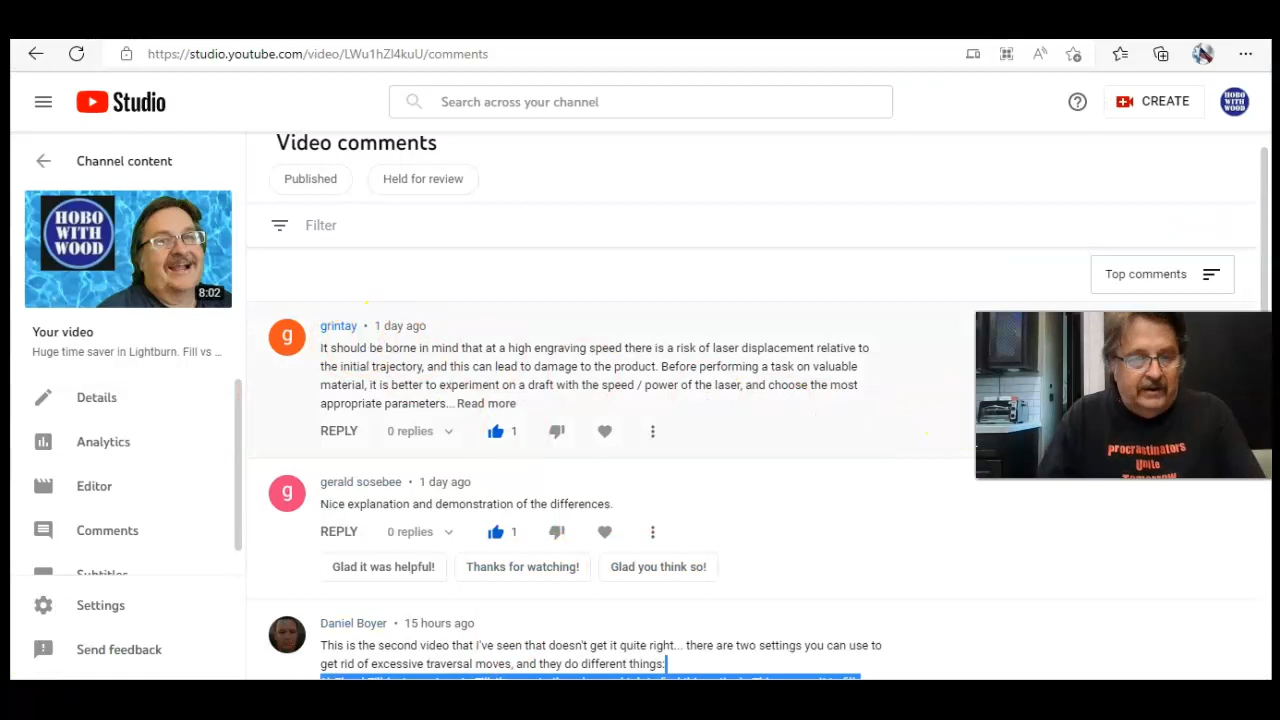 https://studio.youtube.com/video/LWu1hZl4kuU/comments
Studio
Search across your channel
CREATE
HOBO WITH WOOD
Channel content
HOBO
WITH
WOOD
8:02
Your video
Huge time saver in Lightburn. Fill vs ...
Details
Analytics
Editor
Comments
Subtitles
Settings
Send feedback
Video comments
Published
Held for review
Filter
Top comments
g
grintay • 1 day ago
It should be borne in mind that at a high engraving speed there is a risk of laser displacement relative to
the initial trajectory, and this can lead to damage to the product. Before performing a task on valuable
material, it is better to experiment on a draft with the speed / power of the laser, and choose the most
appropriate parameters... Read more
REPLY 0 replies 1
g
gerald sosebee • 1 day ago
Nice explanation and demonstration of the differences.
REPLY 0 replies 1
Glad it was helpful! Thanks for watching! Glad you think so!
Daniel Boyer • 15 hours ago
This is the second video that I've seen that doesn't get it quite right... there are two settings you can use to
get rid of excessive traversal moves, and they do different things:
procrastinators
Unite
Tomorrow